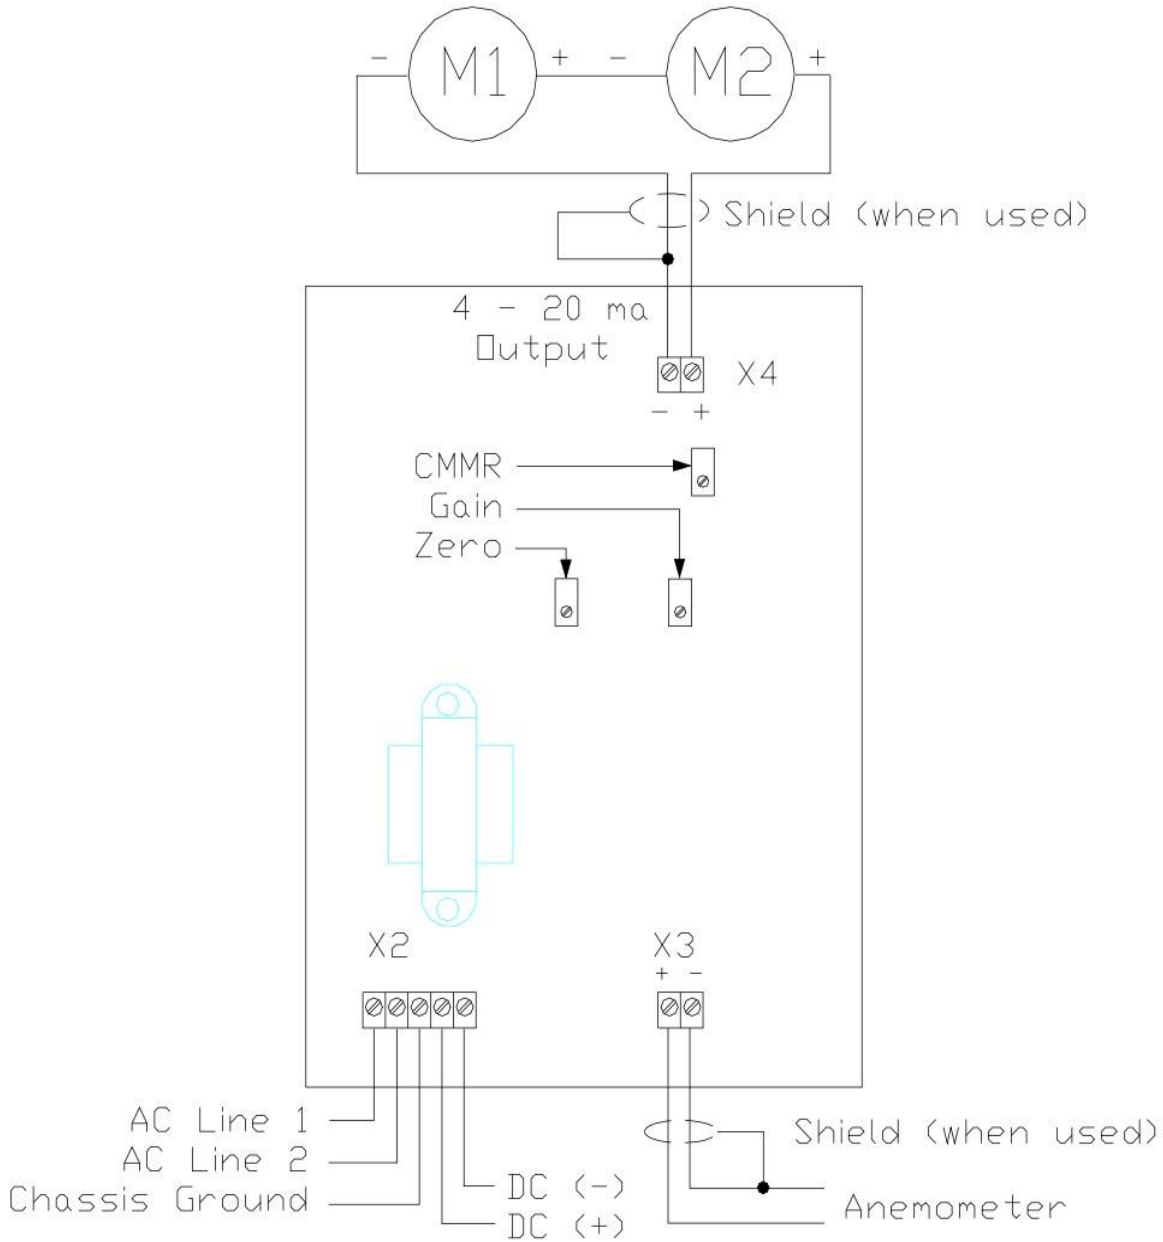 - M1 + - M2 +
Shield (when used)
4 - 20 ma
Output
X4
- +
CMMR
Gain
Zero
X2
X3
+ -
AC Line 1
AC Line 2
Chassis Ground
DC (-)
DC (+)
Shield (when used)
Anemometer